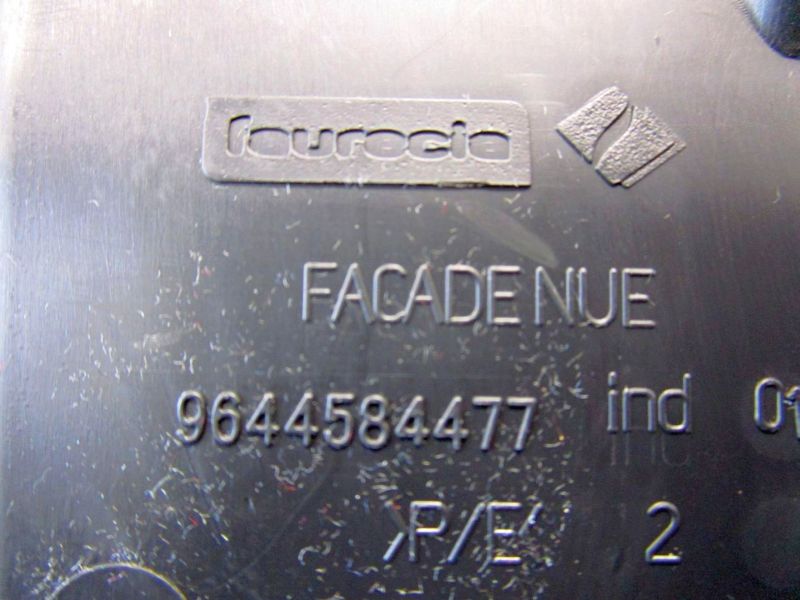 faurecia
FACADE NUE
9644584477 ind 01
>P/E< 2